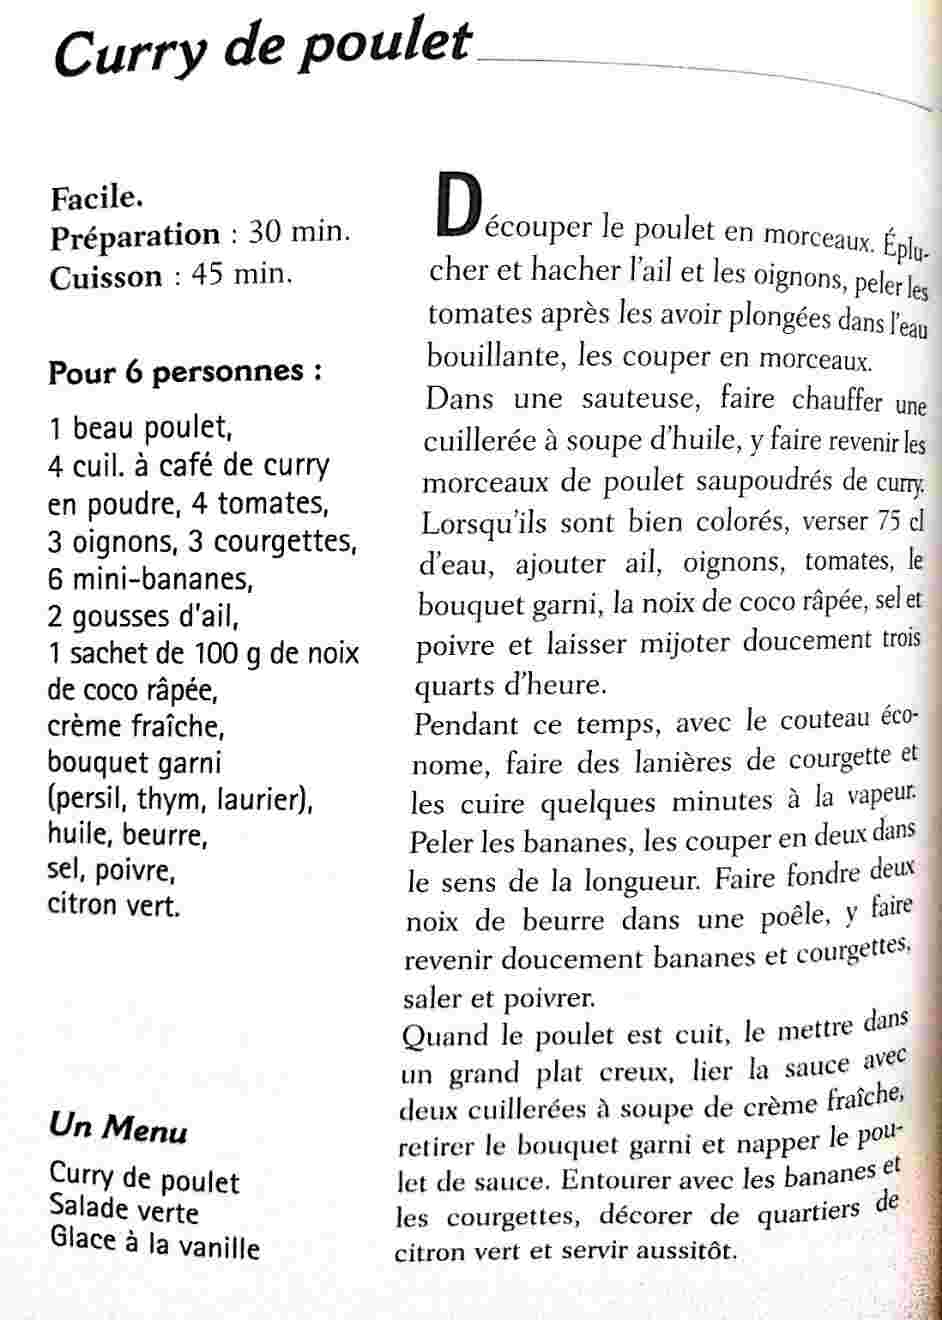 Curry de poulet
Facile.
Préparation : 30 min.
Cuisson : 45 min.
Pour 6 personnes :
1 beau poulet,
4 cuil. à café de curry
en poudre, 4 tomates,
3 oignons, 3 courgettes,
6 mini-bananes,
2 gousses d'ail,
1 sachet de 100 g de noix
de coco râpée,
crème fraîche,
bouquet garni
(persil, thym, laurier),
huile, beurre,
sel, poivre,
citron vert.
Un Menu
Curry de poulet
Salade verte
Glace à la vanille
Découper le poulet en morceaux. Éplu-
cher et hacher l'ail et les oignons, peler les
tomates après les avoir plongées dans l'eau
bouillante, les couper en morceaux.
Dans une sauteuse, faire chauffer une
cuillerée à soupe d'huile, y faire revenir les
morceaux de poulet saupoudrés de curry.
Lorsqu'ils sont bien colorés, verser 75 cl
d'eau, ajouter ail, oignons, tomates, le
bouquet garni, la noix de coco râpée, sel et
poivre et laisser mijoter doucement trois
quarts d'heure.
Pendant ce temps, avec le couteau éco-
nome, faire des lanières de courgette et
les cuire quelques minutes à la vapeur.
Peler les bananes, les couper en deux dans
le sens de la longueur. Faire fondre deux
noix de beurre dans une poêle, y faire
revenir doucement bananes et courgettes,
saler et poivrer.
Quand le poulet est cuit, le mettre dans
un grand plat creux, lier la sauce avec
deux cuillerées à soupe de crème fraîche,
retirer le bouquet garni et napper le pou-
let de sauce. Entourer avec les bananes et
les courgettes, décorer de quartiers de
citron vert et servir aussitôt.